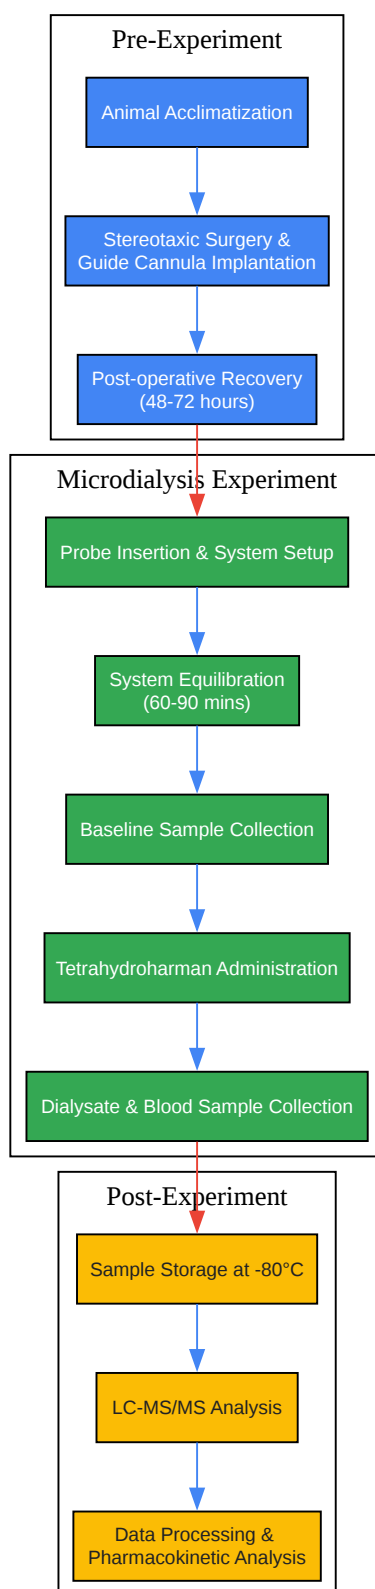 Pre-Experiment
Animal Acclimatization
Stereotaxic Surgery &
Guide Cannula Implantation
Post-operative Recovery
(48-72 hours)
Microdialysis Experiment
Probe Insertion & System Setup
System Equilibration
(60-90 mins)
Baseline Sample Collection
Tetrahydroharman Administration
Dialysate & Blood Sample Collection
Post-Experiment
Sample Storage at -80°C
LC-MS/MS Analysis
Data Processing &
Pharmacokinetic Analysis